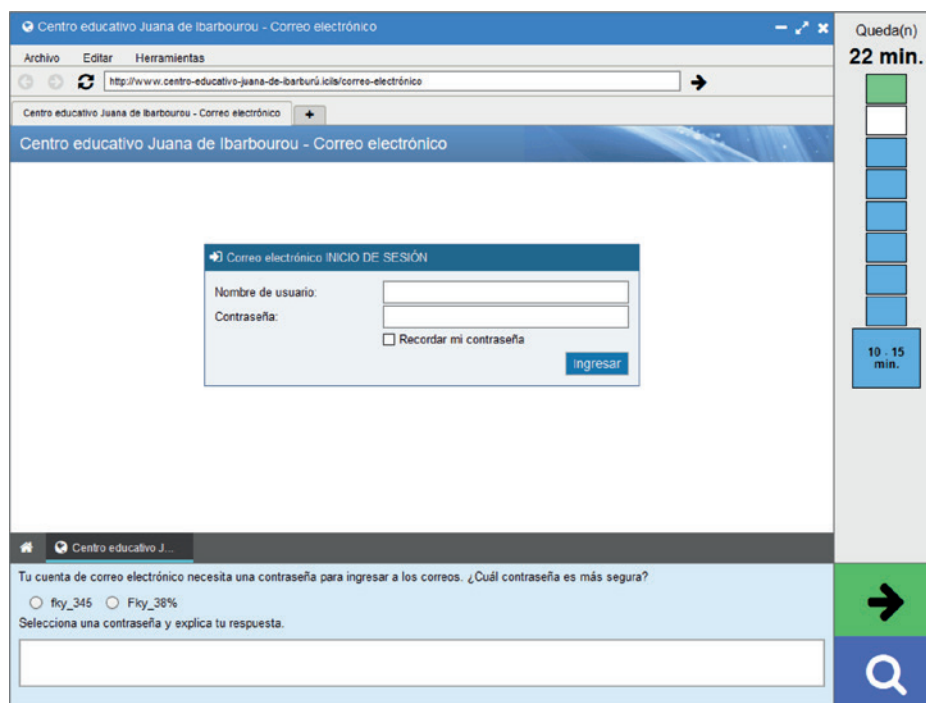 Centro educativo Juana de Ibarbourou - Correo electrónico
Queda(n)
22 min.
Archivo Editar Herramientas
http://www.centro-educativo-juana-de-ibarburú.icils/correo-electrónico
Centro educativo Juana de Ibarbourou - Correo electrónico +
Centro educativo Juana de Ibarbourou - Correo electrónico
Correo electrónico INICIO DE SESIÓN
Nombre de usuario:
Contraseña:
Recordar mi contraseña
Ingresar
10 - 15
min.
Centro educativo J...
Tu cuenta de correo electrónico necesita una contraseña para ingresar a los correos. ¿Cuál contraseña es más segura?
fky_345 Fky_38%
Selecciona una contraseña y explica tu respuesta.